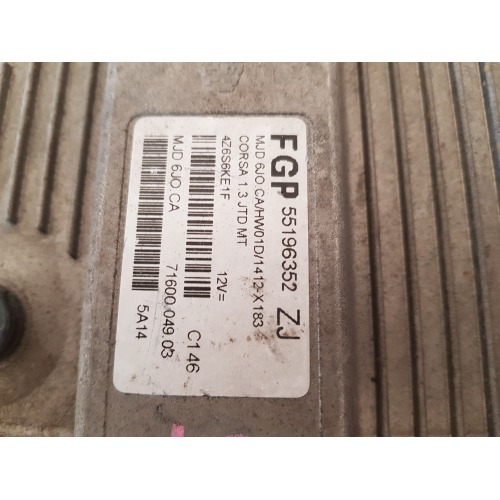 FGP 55196352 ZJ
MJD 6JO.CA/HW01D/1412-X183
CORSA 1.3 JTD MT
4Z6S6KE1F 12V= C146
MJD 6JO.CA 71600.049.03
5A14